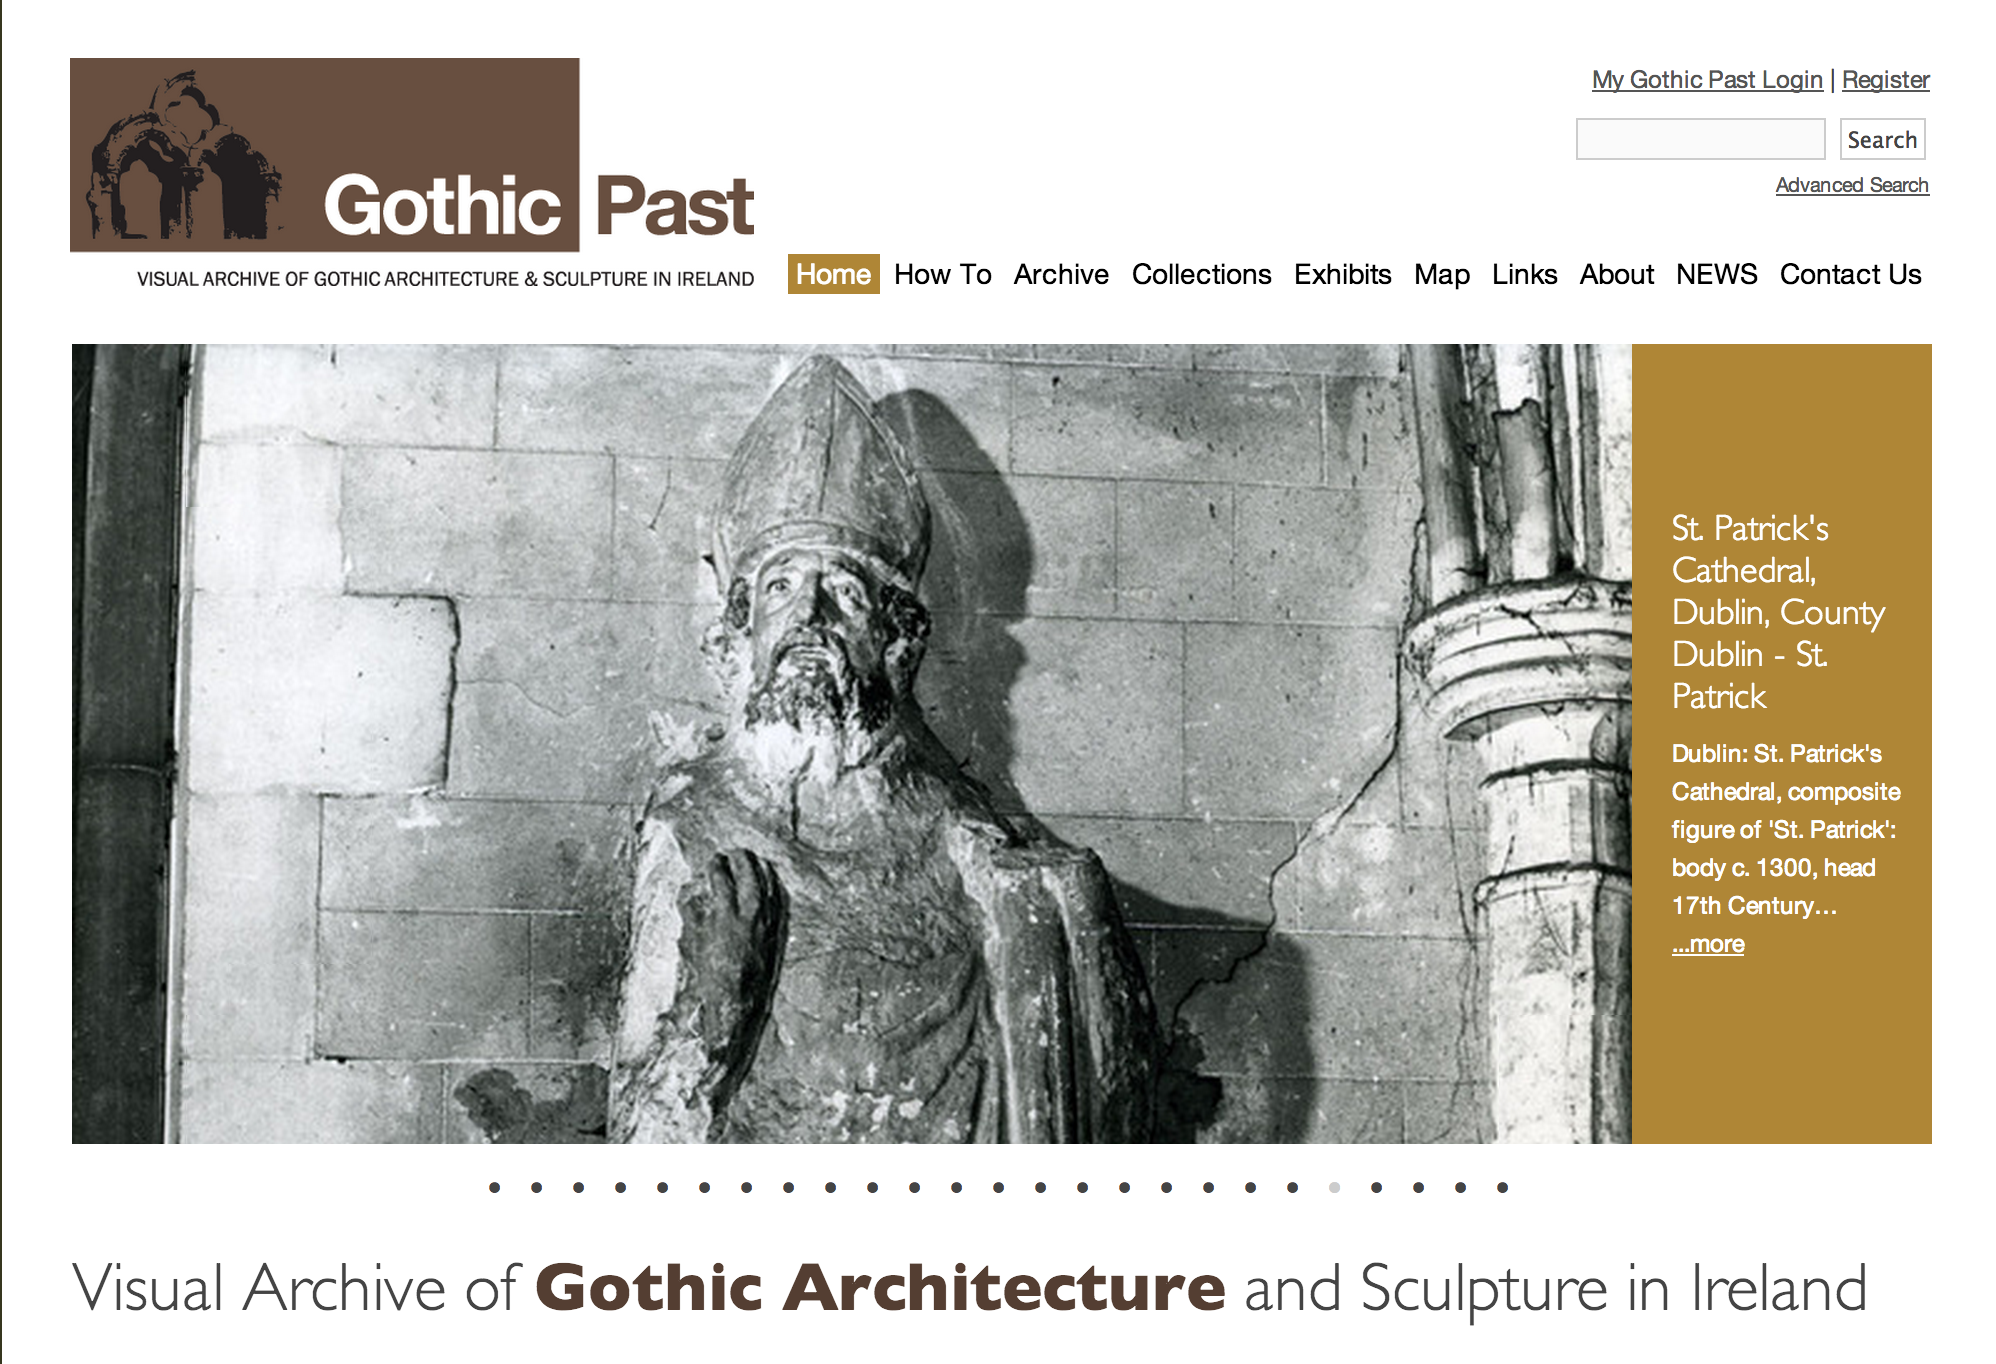 My Gothic Past Login | Register
Search
Advanced Search
Gothic Past
VISUAL ARCHIVE OF GOTHIC ARCHITECTURE & SCULPTURE IN IRELAND
Home How To Archive Collections Exhibits Map Links About NEWS Contact Us
St. Patrick's
Cathedral,
Dublin, County
Dublin - St.
Patrick
Dublin: St. Patrick's
Cathedral, composite
figure of 'St. Patrick':
body c. 1300, head
17th Century...
...more
Visual Archive of Gothic Architecture and Sculpture in Ireland